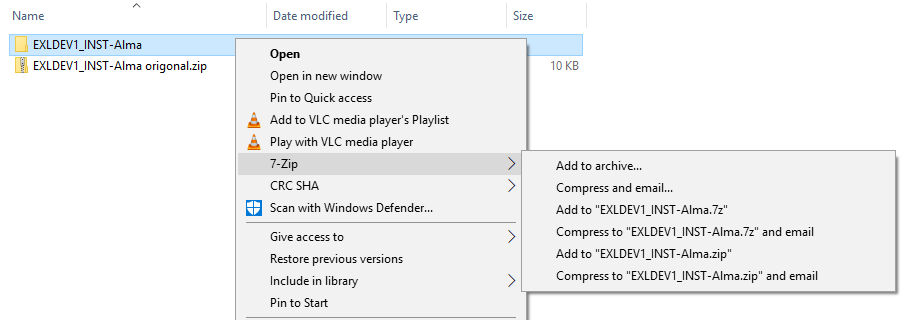 Name Date modified Type Size
EXLDEV1_INST-Alma
EXLDEV1_INST-Alma origonal.zip 10 KB
Open
Open in new window
Pin to Quick access
Add to VLC media player's Playlist
Play with VLC media player
7-Zip
CRC SHA
Scan with Windows Defender...
Give access to
Restore previous versions
Include in library
Pin to Start
Add to archive...
Compress and email...
Add to "EXLDEV1_INST-Alma.7z"
Compress to "EXLDEV1_INST-Alma.7z" and email
Add to "EXLDEV1_INST-Alma.zip"
Compress to "EXLDEV1_INST-Alma.zip" and email